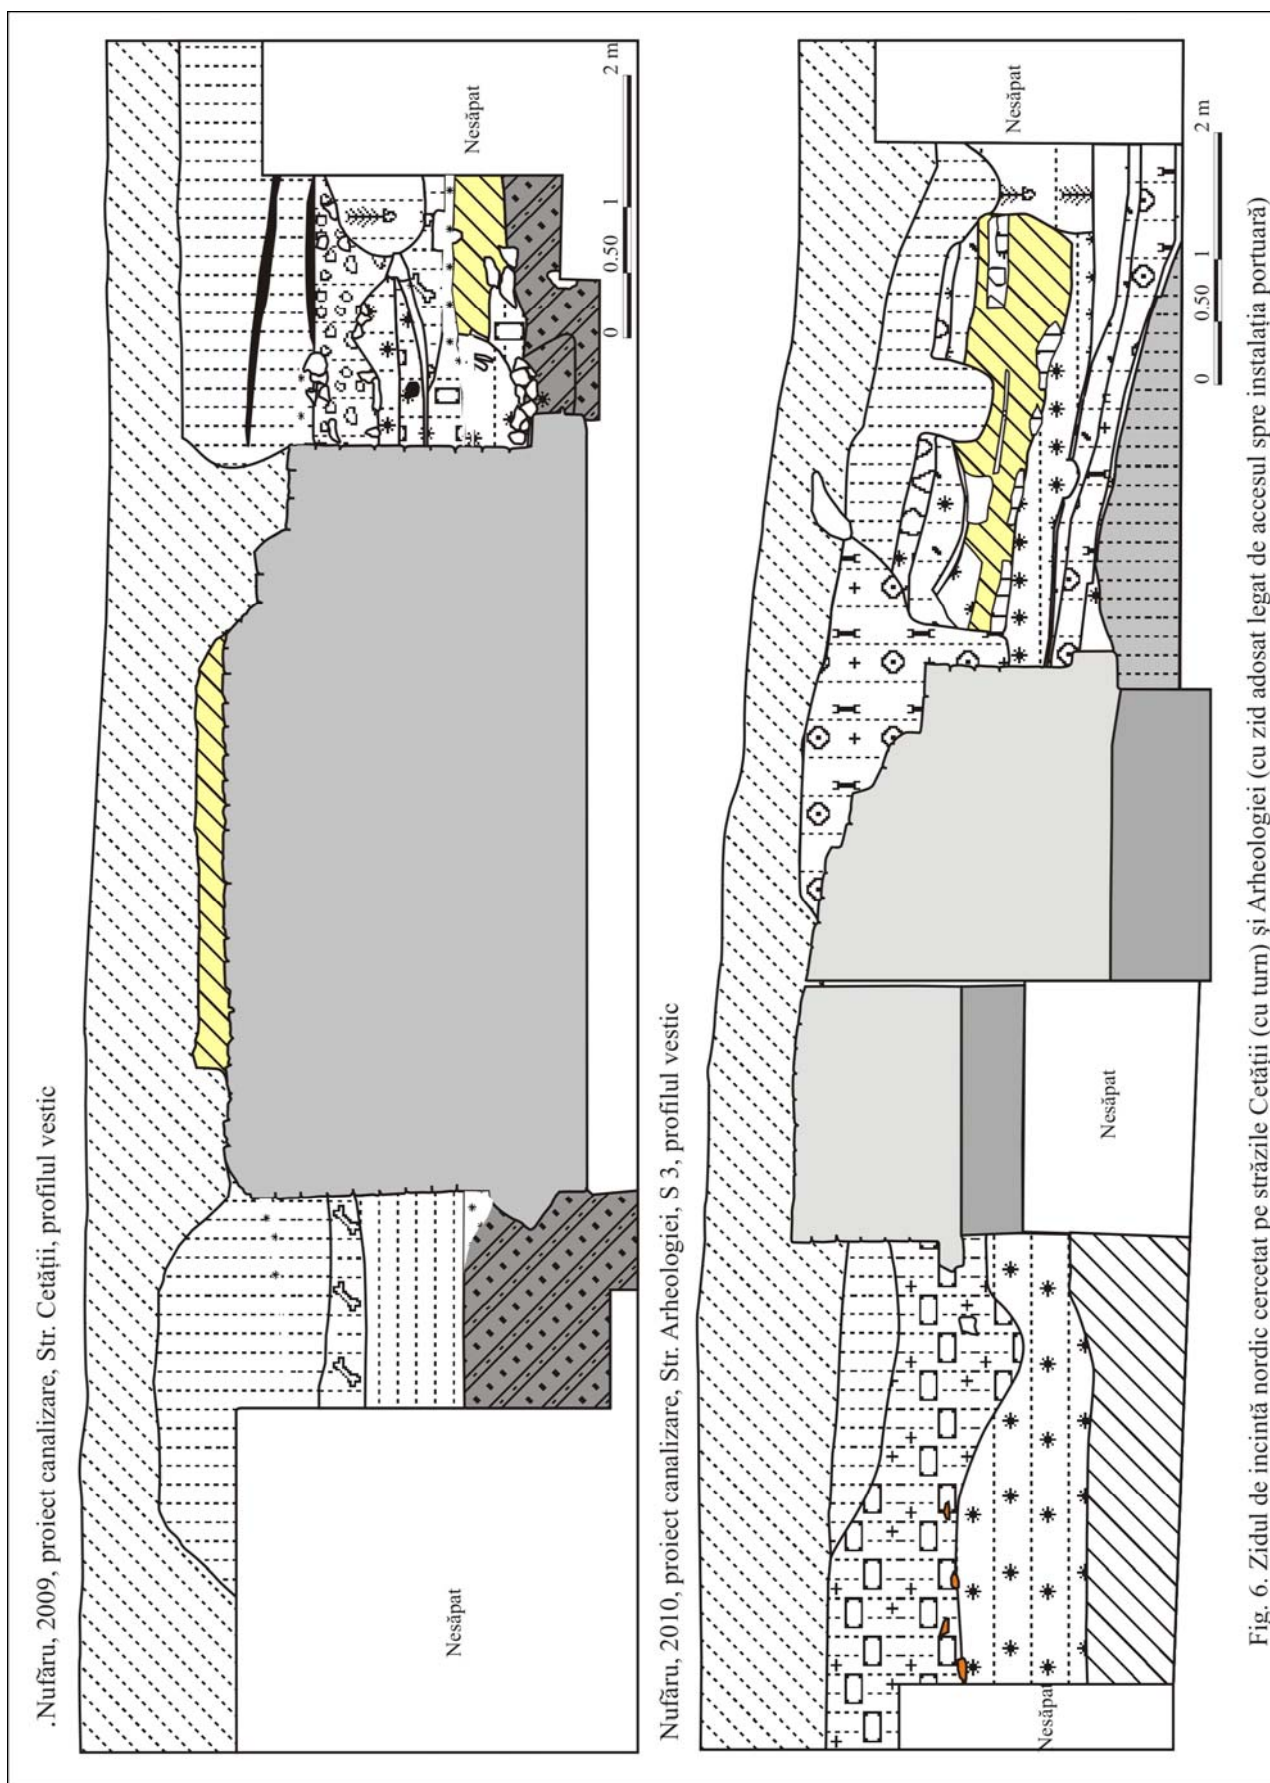 .Nufăru, 2009, proiect canalizare, Str. Cetății, profilul vestic
Nesăpat
Nesăpat
0 0.50 1 2 m
Nufăru, 2010, proiect canalizare, Str. Arheologiei, S 3, profilul vestic
Nesăpat
Nesăpat
Nesăpat
0 0.50 1 2 m
Fig. 6. Zidul de incintă nordic cercetat pe străzile Cetății (cu turn) și Arheologiei (cu zid adosat legat de accesul spre instalația portuară)